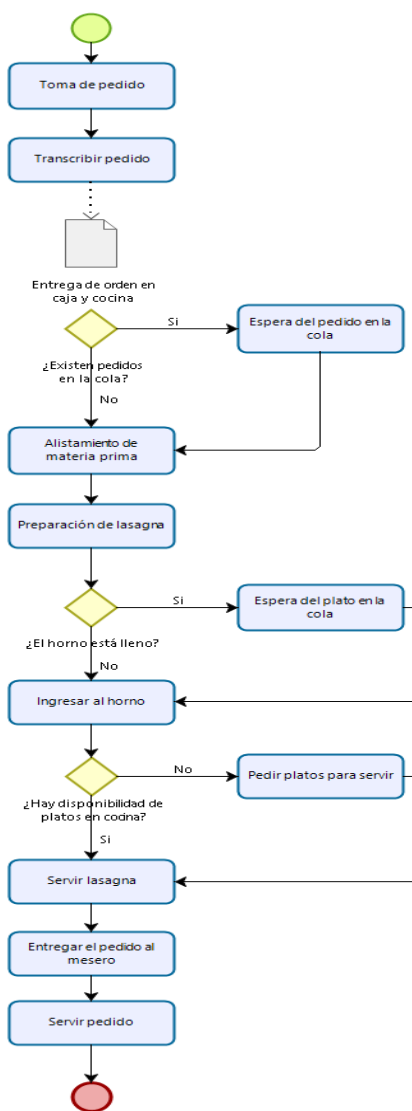 Toma de pedido
Transcribir pedido
Entrega de orden en
caja y cocina
Si
Espera del pedido en la
cola
¿Existen pedidos
en la cola?
No
Alistamiento de
materia prima
Preparación de lasagna
Si
Espera del plato en la
cola
¿El horno está lleno?
No
Ingresar al horno
No
Pedir platos para servir
¿Hay disponibilidad de
platos en cocina?
Si
Servir lasagna
Entregar el pedido al
mesero
Servir pedido